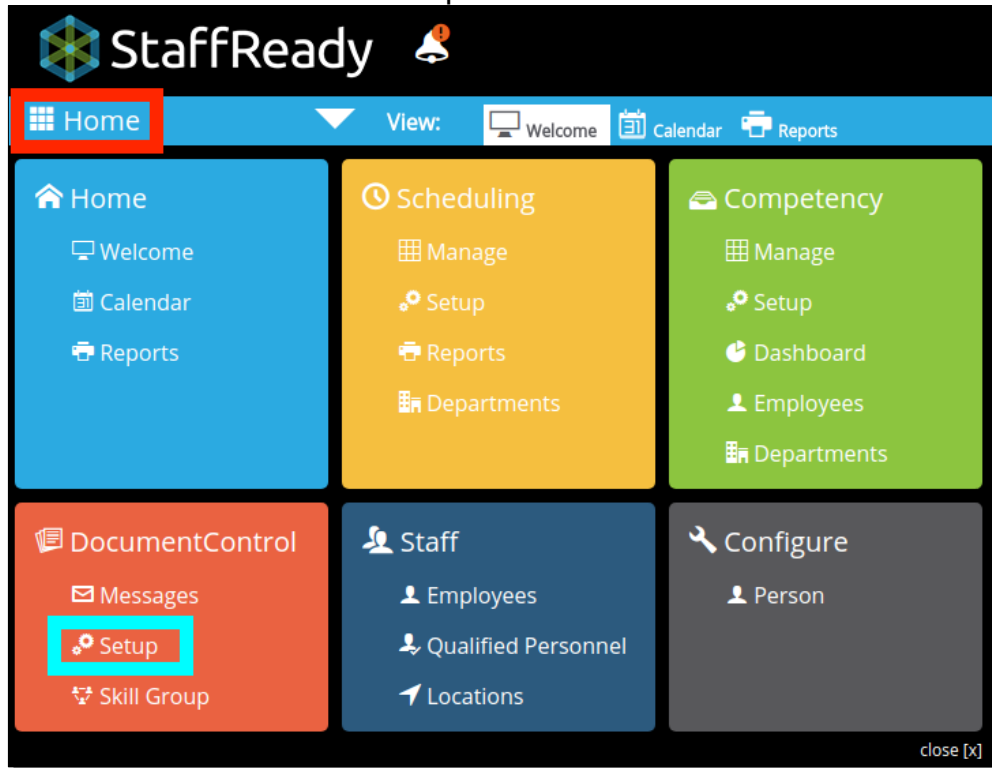 StaffReady
Home View: Welcome 31 Calendar Reports
Home
Welcome
Calendar
Reports
Scheduling
Manage
Setup
Reports
Departments
Competency
Manage
Setup
Dashboard
Employees
Departments
DocumentControl
Messages
Setup
Skill Group
Staff
Employees
Qualified Personnel
Locations
Configure
Person
close [x]